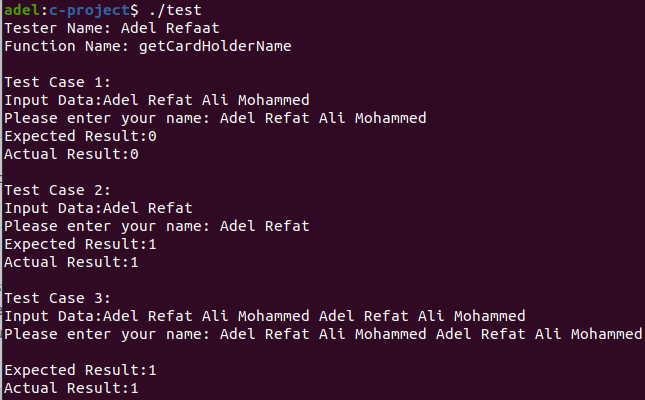 adel:c-project$ ./test
Tester Name: Adel Refaat
Function Name: getCardHolderName
Test Case 1:
Input Data:Adel Refat Ali Mohammed
Please enter your name: Adel Refat Ali Mohammed
Expected Result:0
Actual Result:0
Test Case 2:
Input Data:Adel Refat
Please enter your name: Adel Refat
Expected Result:1
Actual Result:1
Test Case 3:
Input Data:Adel Refat Ali Mohammed Adel Refat Ali Mohammed
Please enter your name: Adel Refat Ali Mohammed Adel Refat Ali Mohammed
Expected Result:1
Actual Result:1